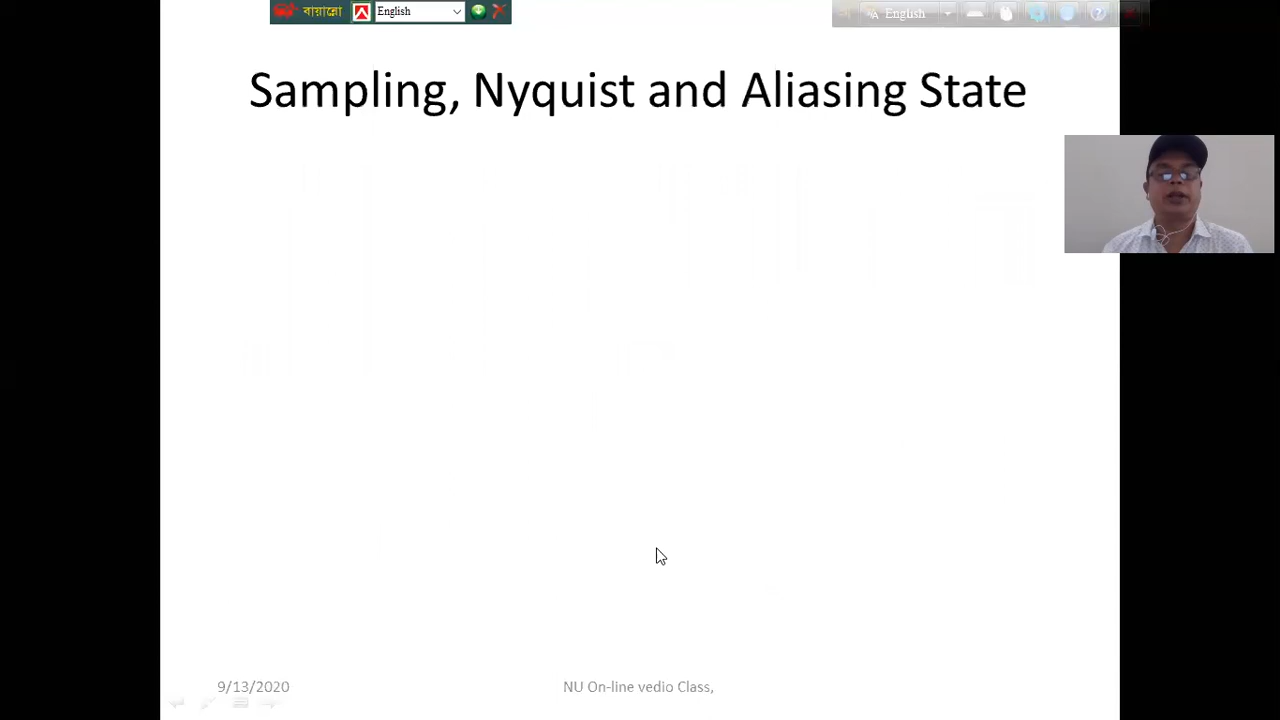 বায়ান্নো English
English
Sampling, Nyquist and Aliasing State
9/13/2020
NU On-line vedio Class,